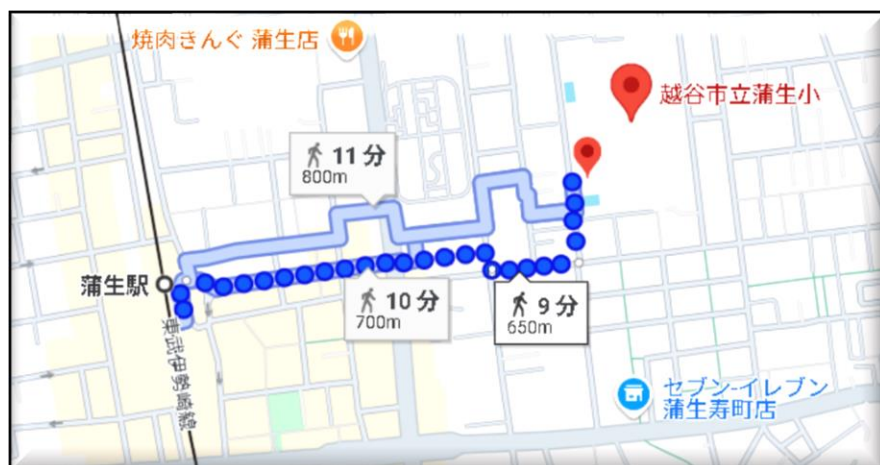 焼肉きんぐ 蒲生店
越谷市立蒲生小
11 分
800m
蒲生駅
10 分
700m
9 分
650m
東武伊勢崎線
セブン-イレブン
蒲生寿町店